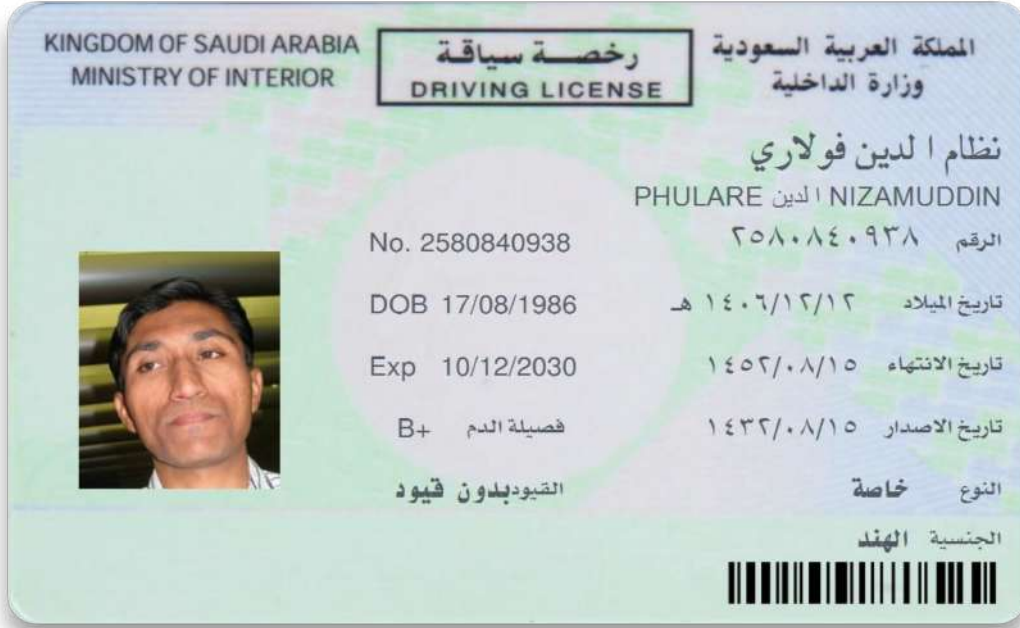 KINGDOM OF SAUDI ARABIA
MINISTRY OF INTERIOR
رخصــة سياقة
DRIVING LICENSE
المملكة العربية السعودية
وزارة الداخلية
نظام ا لدين فولاري
PHULARE ا لدين NIZAMUDDIN
No. 2580840938
الرقم ٢٥٨٠٨٤٠٩٣٨
DOB 17/08/1986
تاريخ الميلاد ١٤٠٦/١٢/١٢ هـ
Exp 10/12/2030
تاريخ الانتهاء ١٤٥٢/٠٨/١٥
فصيلة الدم B+
تاريخ الاصدار ١٤٣٢/٠٨/١٥
القيودبدون قيود
النوع خاصة
الجنسية الهند